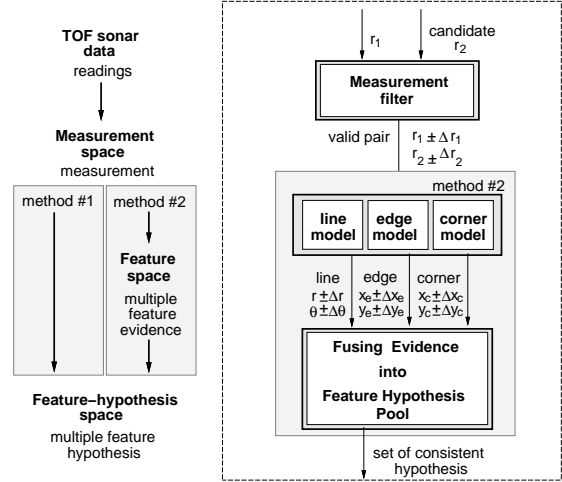 TOF sonar
data
readings
Measurement
space
measurement
method #1
method #2
Feature
space
multiple
feature
evidence
Feature−hypothesis
space
multiple feature
hypothesis
r1
candidate
r2
Measurement
filter
valid pair
r1 ± Δr1
r2 ± Δr2
method #2
line
model
edge
model
corner
model
line
r ± Δr
θ ± Δθ
edge
xe ± Δxe
ye ± Δye
corner
xc ± Δxc
yc ± Δyc
Fusing Evidence
into
Feature Hypothesis
Pool
set of consistent
hypothesis